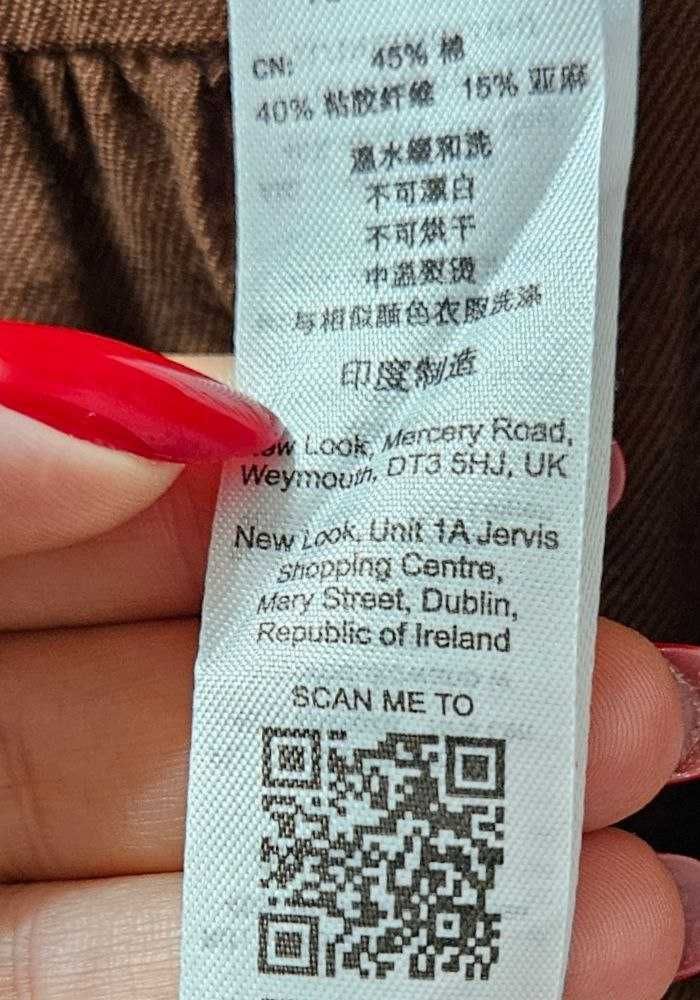 CN: 45% 棉
40% 粘胶纤维 15% 亚麻
温水缓和洗
不可漂白
不可烘干
中温熨烫
与相似颜色衣服洗涤
印度制造
New Look, Mercery Road,
Weymouth, DT3 5HJ, UK
New Look, Unit 1A Jervis
Shopping Centre,
Mary Street, Dublin,
Republic of Ireland
SCAN ME TO